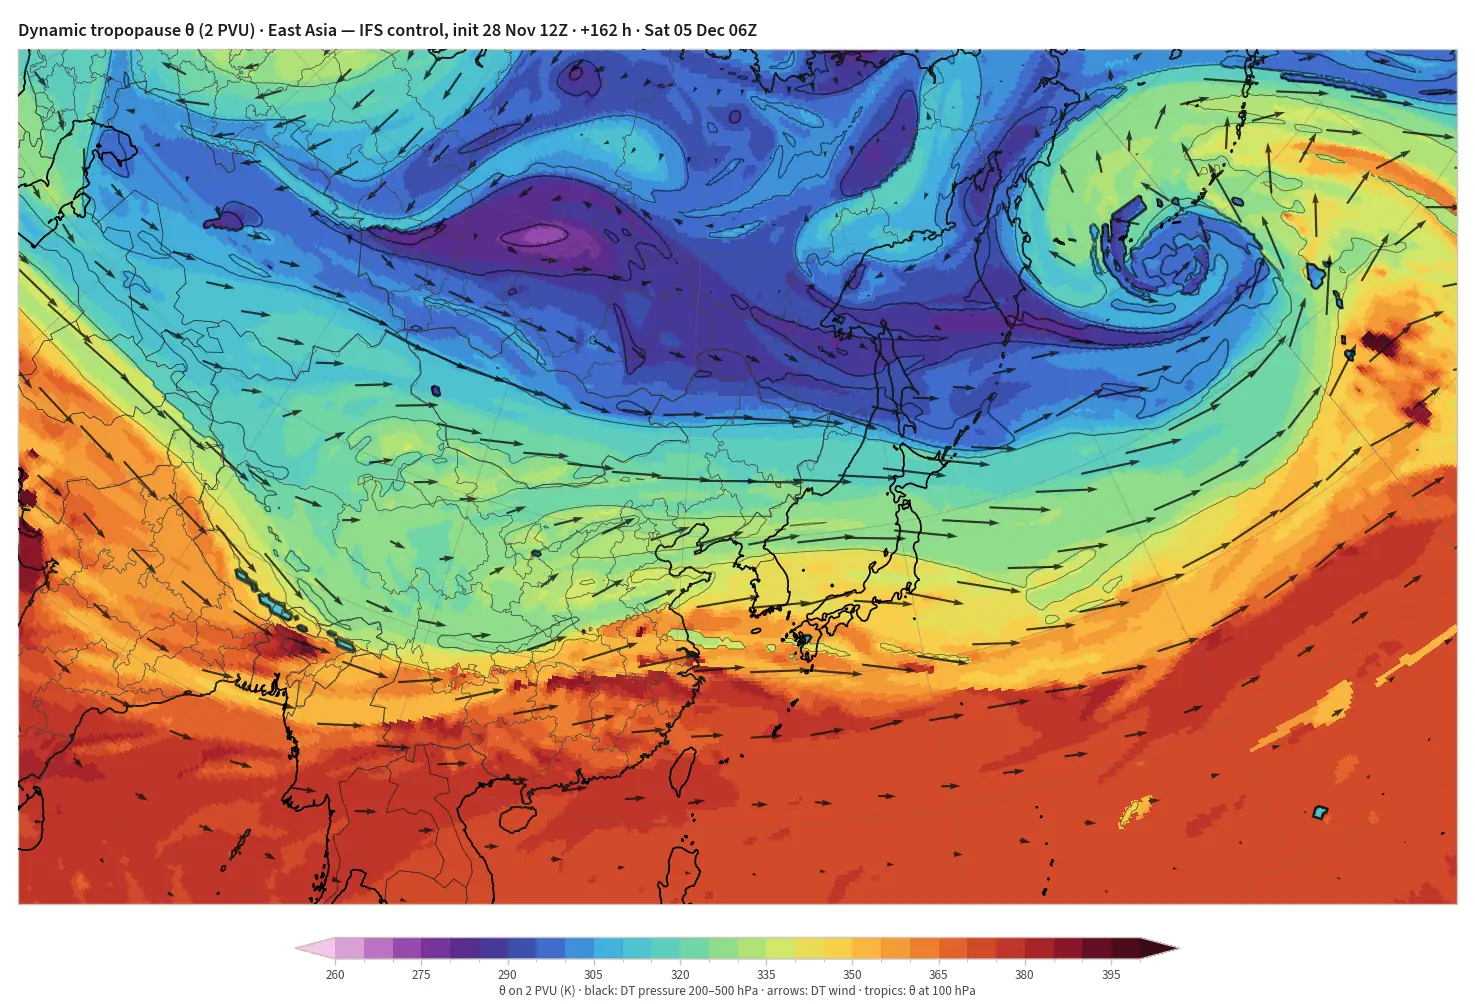 Dynamic tropopause θ (2 PVU) · East Asia — IFS control, init 28 Nov 12Z · +162 h · Sat 05 Dec 06Z
260 275 290 305 320 335 350 365 380 395
θ on 2 PVU (K) · black: DT pressure 200–500 hPa · arrows: DT wind · tropics: θ at 100 hPa